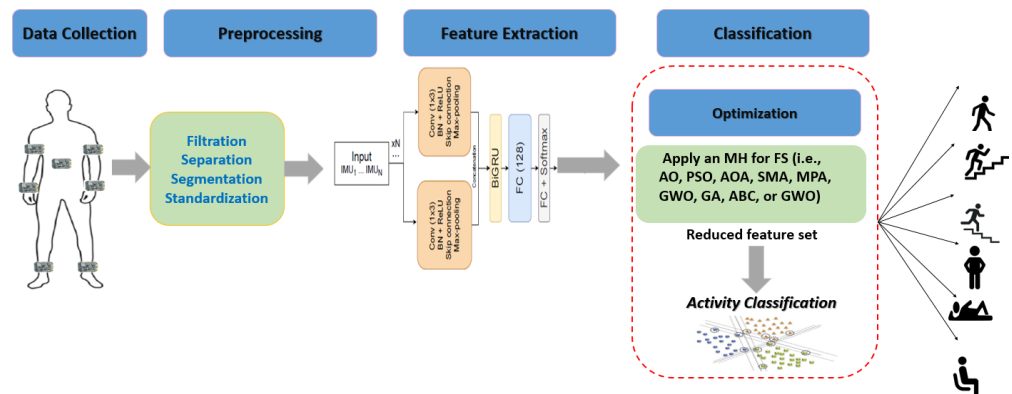 Data Collection
Preprocessing
Feature Extraction
Classification
Filtration
Separation
Segmentation
Standardization
Input
IMU1 ... IMUN
xN
...
Conv (1x3)
BN + ReLU
Skip connection
Max-pooling
Conv (1x3)
BN + ReLU
Skip connection
Max-pooling
Concatenation
BiGRU
FC (128)
FC + Softmax
Optimization
Apply an MH for FS (i.e.,
AO, PSO, AOA, SMA, MPA,
GWO, GA, ABC, or GWO)
Reduced feature set
Activity Classification